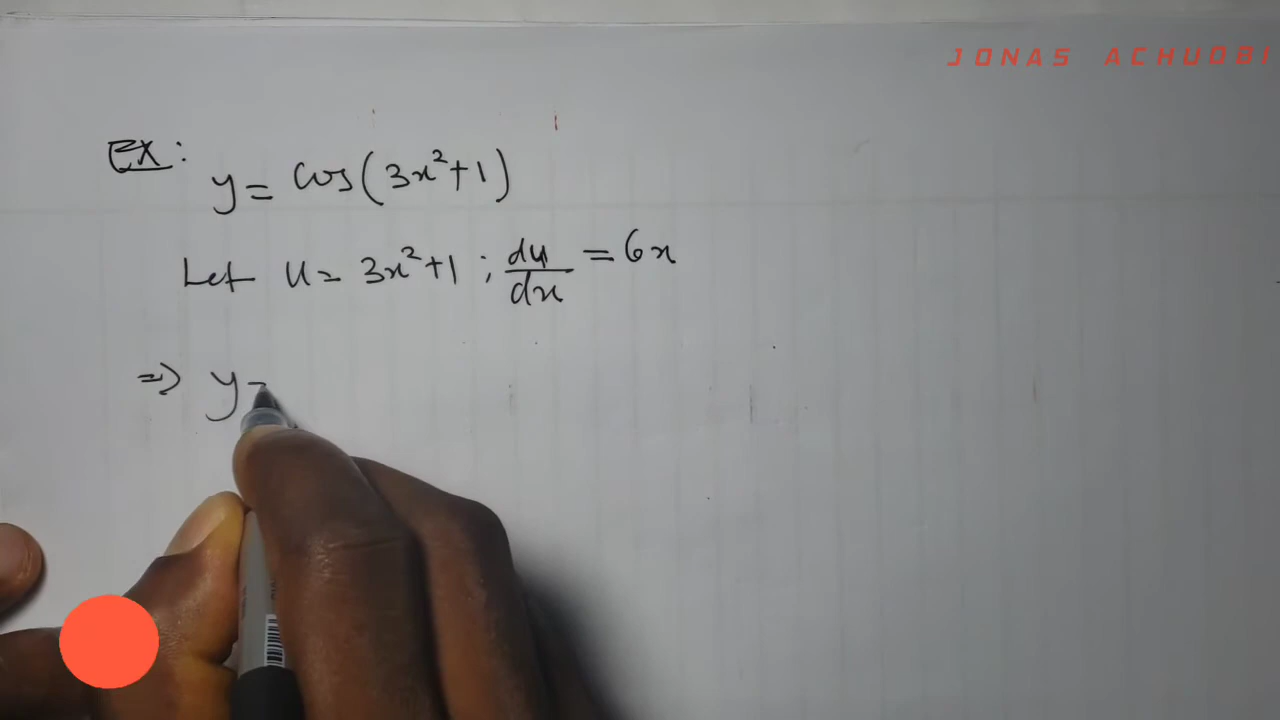 JONAS ACHUOBI
Ex:
y = cos(3x²+1)
Let u = 3x²+1 ; du/dx = 6x
⇒ y =